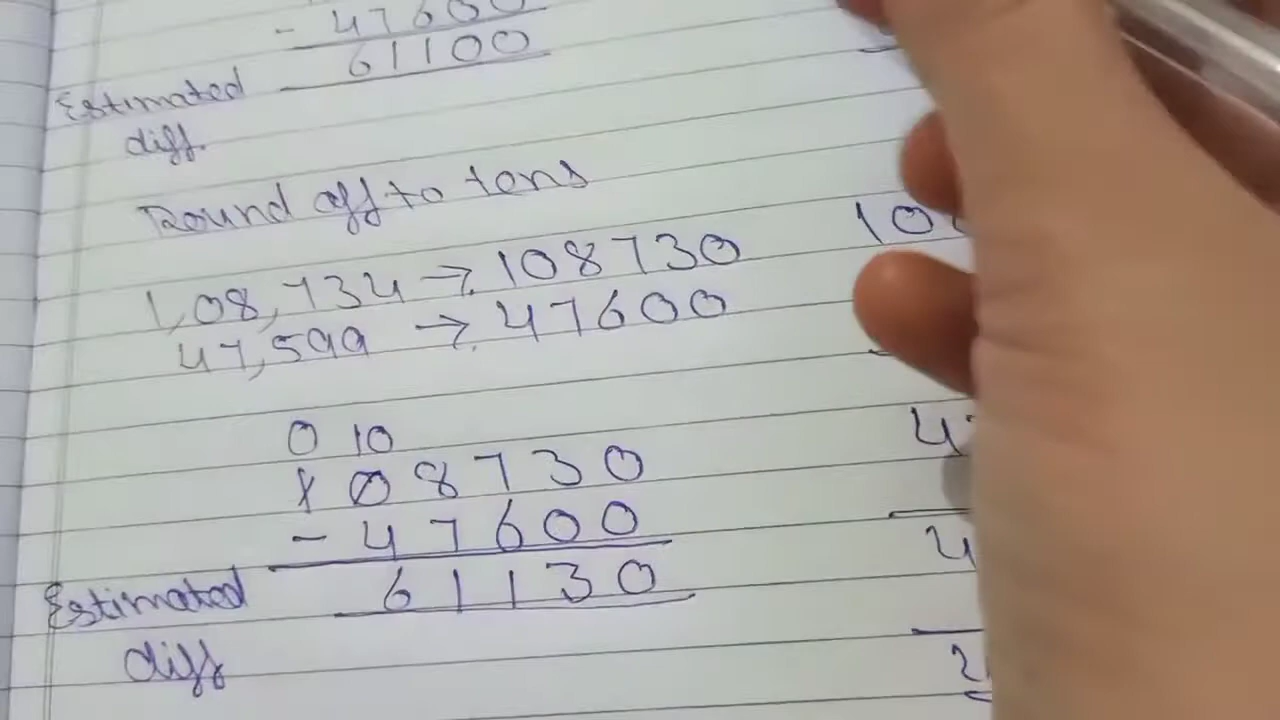 - 47600
61100
Estimated
diff.
Round off to tens
1,08,734 → 108730
47,599 → 47600
0 10
108730
- 47600
Estimated 61130
diff